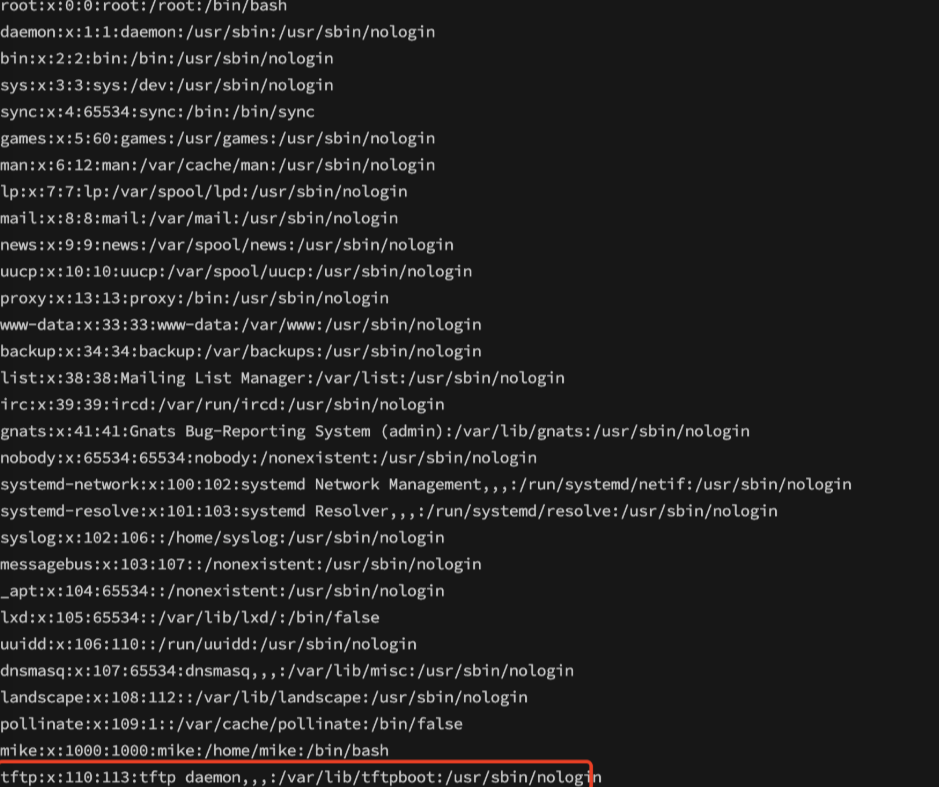 root:x:0:0:root:/root:/bin/bash
daemon:x:1:1:daemon:/usr/sbin:/usr/sbin/nologin
bin:x:2:2:bin:/bin:/usr/sbin/nologin
sys:x:3:3:sys:/dev:/usr/sbin/nologin
sync:x:4:65534:sync:/bin:/bin/sync
games:x:5:60:games:/usr/games:/usr/sbin/nologin
man:x:6:12:man:/var/cache/man:/usr/sbin/nologin
lp:x:7:7:lp:/var/spool/lpd:/usr/sbin/nologin
mail:x:8:8:mail:/var/mail:/usr/sbin/nologin
news:x:9:9:news:/var/spool/news:/usr/sbin/nologin
uucp:x:10:10:uucp:/var/spool/uucp:/usr/sbin/nologin
proxy:x:13:13:proxy:/bin:/usr/sbin/nologin
www-data:x:33:33:www-data:/var/www:/usr/sbin/nologin
backup:x:34:34:backup:/var/backups:/usr/sbin/nologin
list:x:38:38:Mailing List Manager:/var/list:/usr/sbin/nologin
irc:x:39:39:ircd:/var/run/ircd:/usr/sbin/nologin
gnats:x:41:41:Gnats Bug-Reporting System (admin):/var/lib/gnats:/usr/sbin/nologin
nobody:x:65534:65534:nobody:/nonexistent:/usr/sbin/nologin
systemd-network:x:100:102:systemd Network Management,,,:/run/systemd/netif:/usr/sbin/nologin
systemd-resolve:x:101:103:systemd Resolver,,,:/run/systemd/resolve:/usr/sbin/nologin
syslog:x:102:106::/home/syslog:/usr/sbin/nologin
messagebus:x:103:107::/nonexistent:/usr/sbin/nologin
_apt:x:104:65534::/nonexistent:/usr/sbin/nologin
lxd:x:105:65534::/var/lib/lxd/:/bin/false
uuidd:x:106:110::/run/uuidd:/usr/sbin/nologin
dnsmasq:x:107:65534:dnsmasq,,,:/var/lib/misc:/usr/sbin/nologin
landscape:x:108:112::/var/lib/landscape:/usr/sbin/nologin
pollinate:x:109:1::/var/cache/pollinate:/bin/false
mike:x:1000:1000:mike:/home/mike:/bin/bash
tftp:x:110:113:tftp daemon,,,:/var/lib/tftpboot:/usr/sbin/nologin